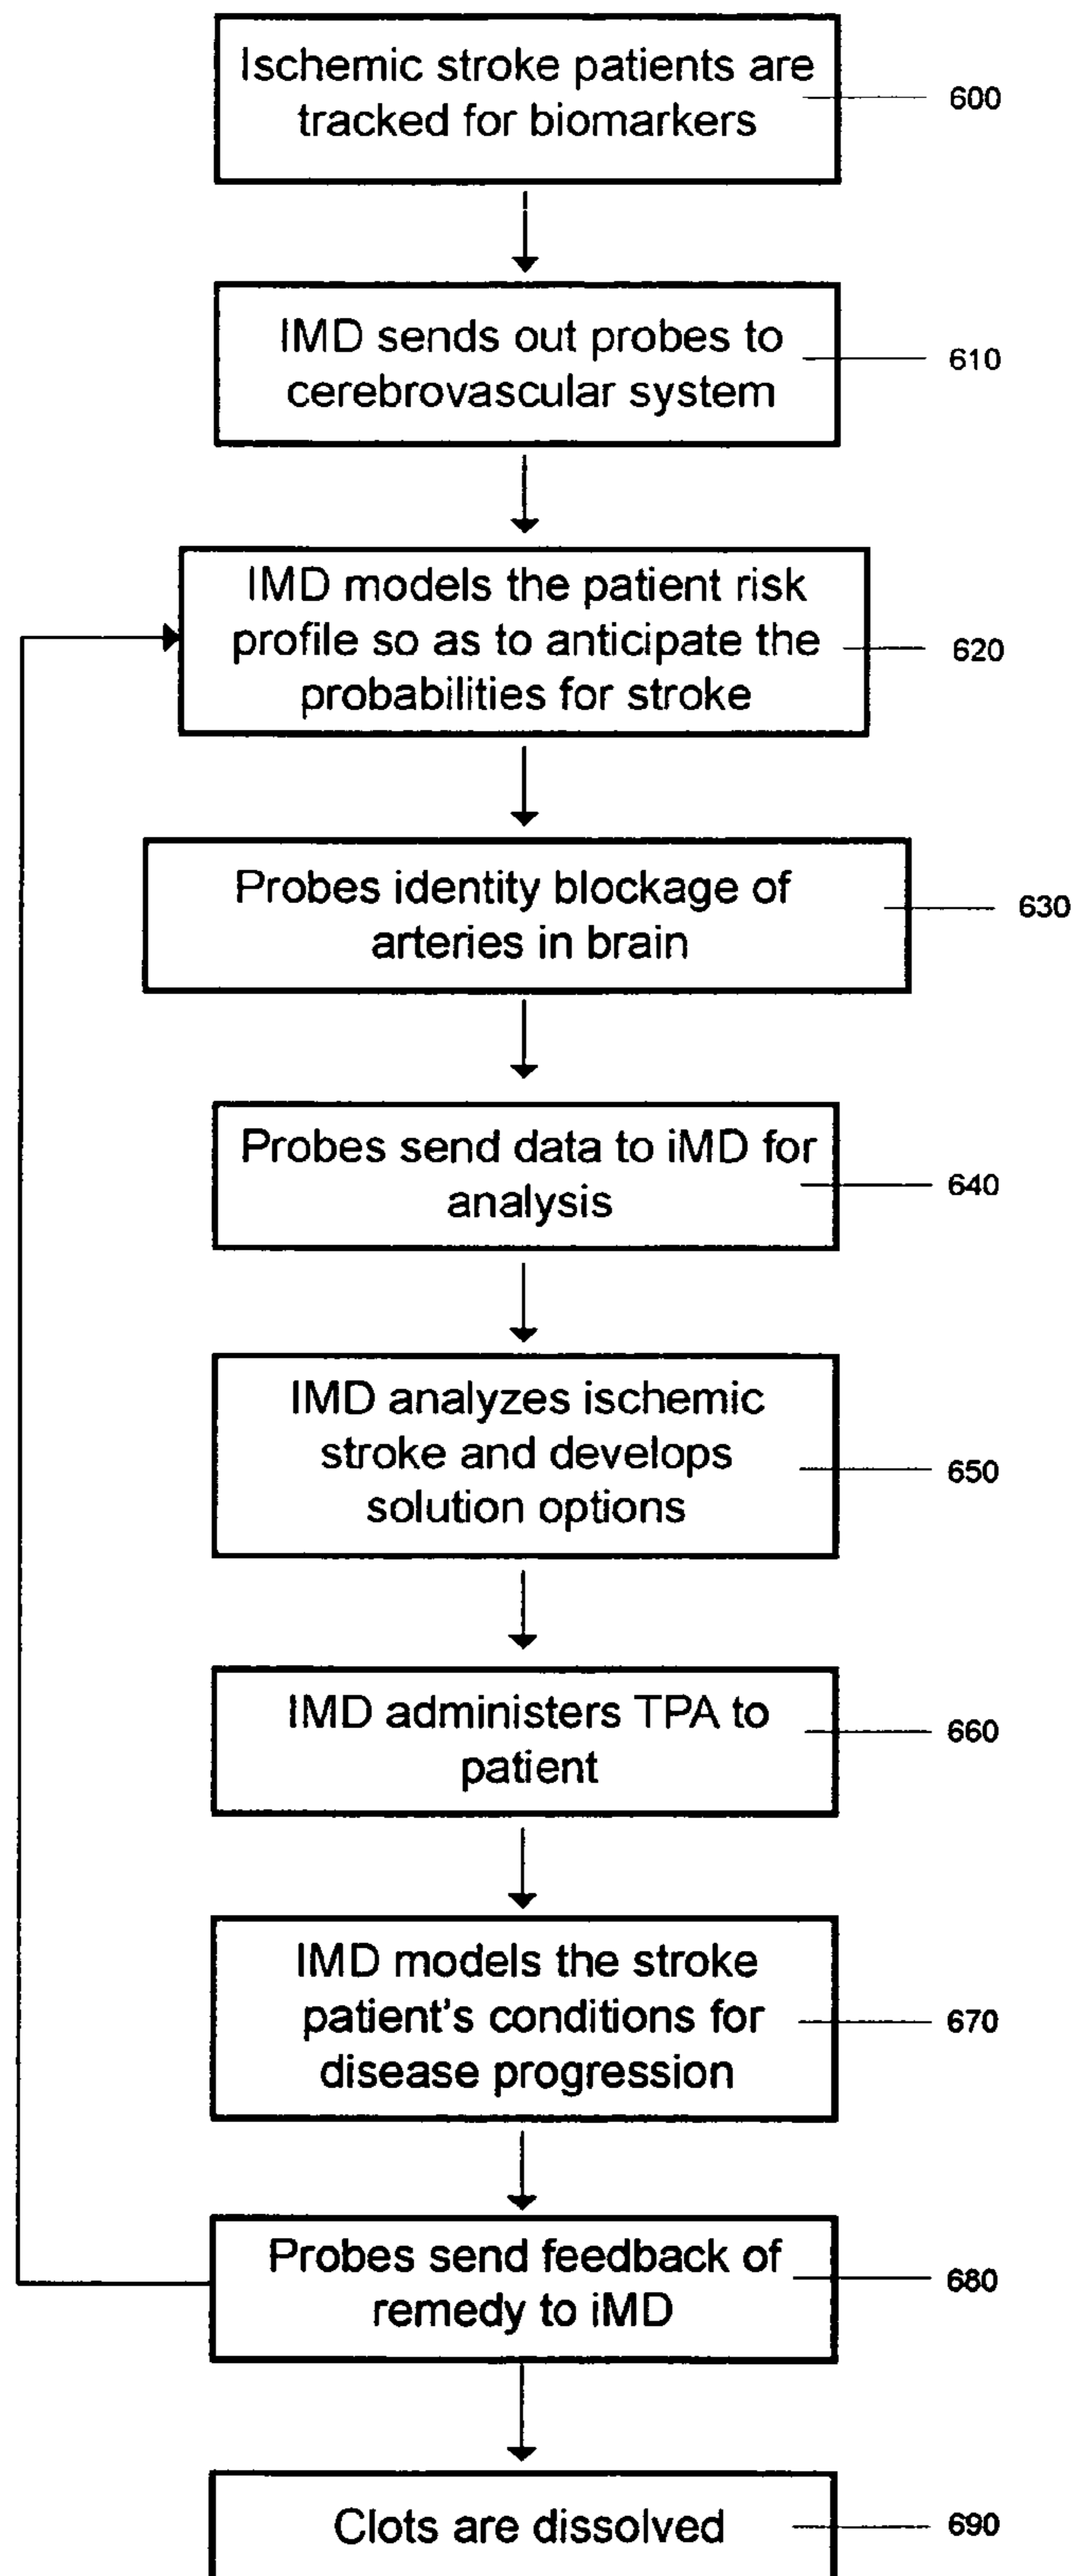 Ischemic stroke patients are
tracked for biomarkers
600
IMD sends out probes to
cerebrovascular system
610
IMD models the patient risk
profile so as to anticipate the
probabilities for stroke
620
Probes identity blockage of
arteries in brain
630
Probes send data to iMD for
analysis
640
IMD analyzes ischemic
stroke and develops
solution options
650
IMD administers TPA to
patient
660
IMD models the stroke
patient's conditions for
disease progression
670
Probes send feedback of
remedy to iMD
680
Clots are dissolved
690